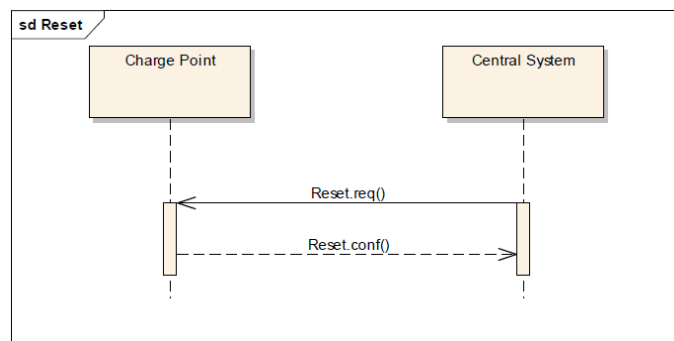 sd Reset
Charge Point
Central System
Reset.req()
Reset.conf()